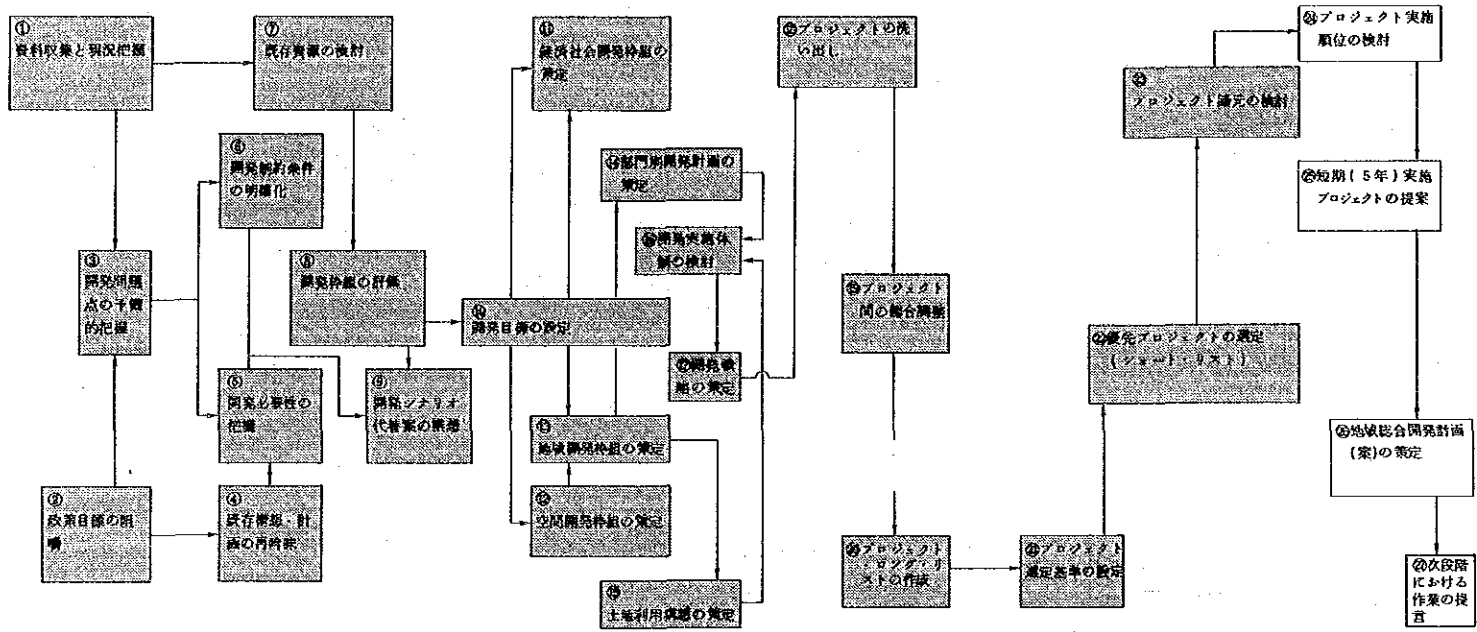 ①
資料収集と現況把握
⑦
既存資源の検討
⑥
開発制約条件
の明確化
③
開発問題
点の予備
的把握
⑤
開発必要性の
把握
②
政策目標の咀
嚼
④
既存構想・計
画の再吟味
⑧
開発枠組の評価
⑨
開発シナリオ
代替案の構想
⑩
開発目標の設定
⑪
経済社会開発枠組の
策定
⑬
地域開発枠組の策定
⑫
空間開発枠組の策定
⑭部門別開発計画の
策定
⑯開発実施体
制の検討
⑰開発戦
略の策定
⑮
土地利用構想の策定
⑱プロジェクトの洗
い出し
⑲プロジェクト
間の総合調整
⑳プロジェクト
・ロングリ
ストの作成
㉑プロジェクト
選定基準の設定
㉒優先プロジェクトの選定
(ショート・リスト)
㉓
プロジェクト諸元の検討
㉔プロジェクト実施
順位の検討
㉕短期(5年)実施
プロジェクトの提案
㉖地域総合開発計画
(案)の策定
㉗次段階
における
作業の提
言